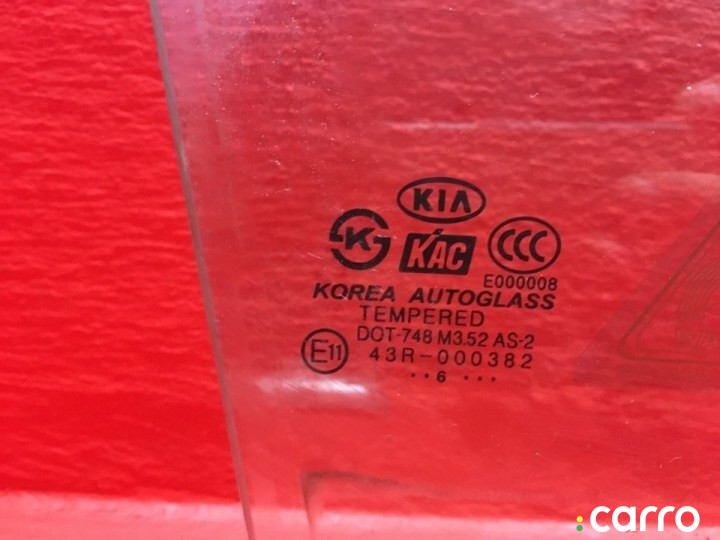 KIA
K KAC CCC
E000008
KOREA AUTOGLASS
TEMPERED
DOT-748 M3.52 AS-2
E11 43R-000382
··6 ···
:carro